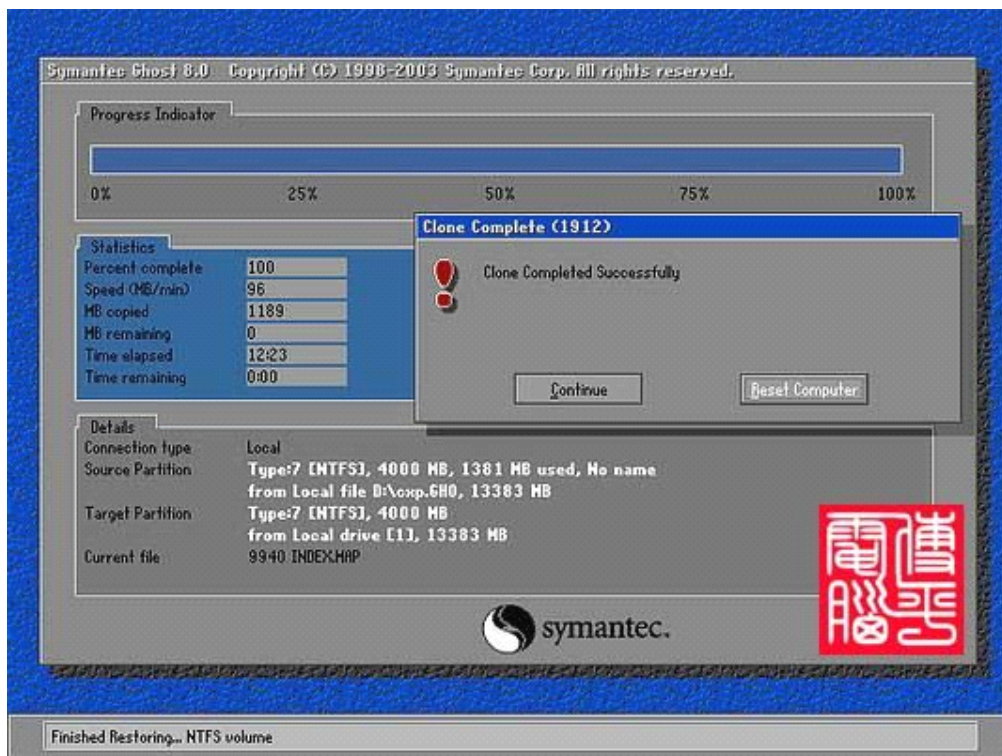 Symantec Ghost 8.0 Copyright (C) 1998-2003 Symantec Corp. All rights reserved.
Progress Indicator
0% 25% 50% 75% 100%
Statistics
Percent complete 100
Speed (MB/min) 96
MB copied 1189
MB remaining 0
Time elapsed 12:23
Time remaining 0:00
Clone Complete (1912)
Clone Completed Successfully
Continue Reset Computer
Details
Connection type Local
Source Partition Type:7 [NTFS], 4000 MB, 1381 MB used, No name
from Local file D:\cxp.GHO, 13383 MB
Target Partition Type:7 [NTFS], 4000 MB
from Local drive [1], 13383 MB
Current file 9940 INDEX.MAP
symantec.
傅平
電腦
Finished Restoring... NTFS volume